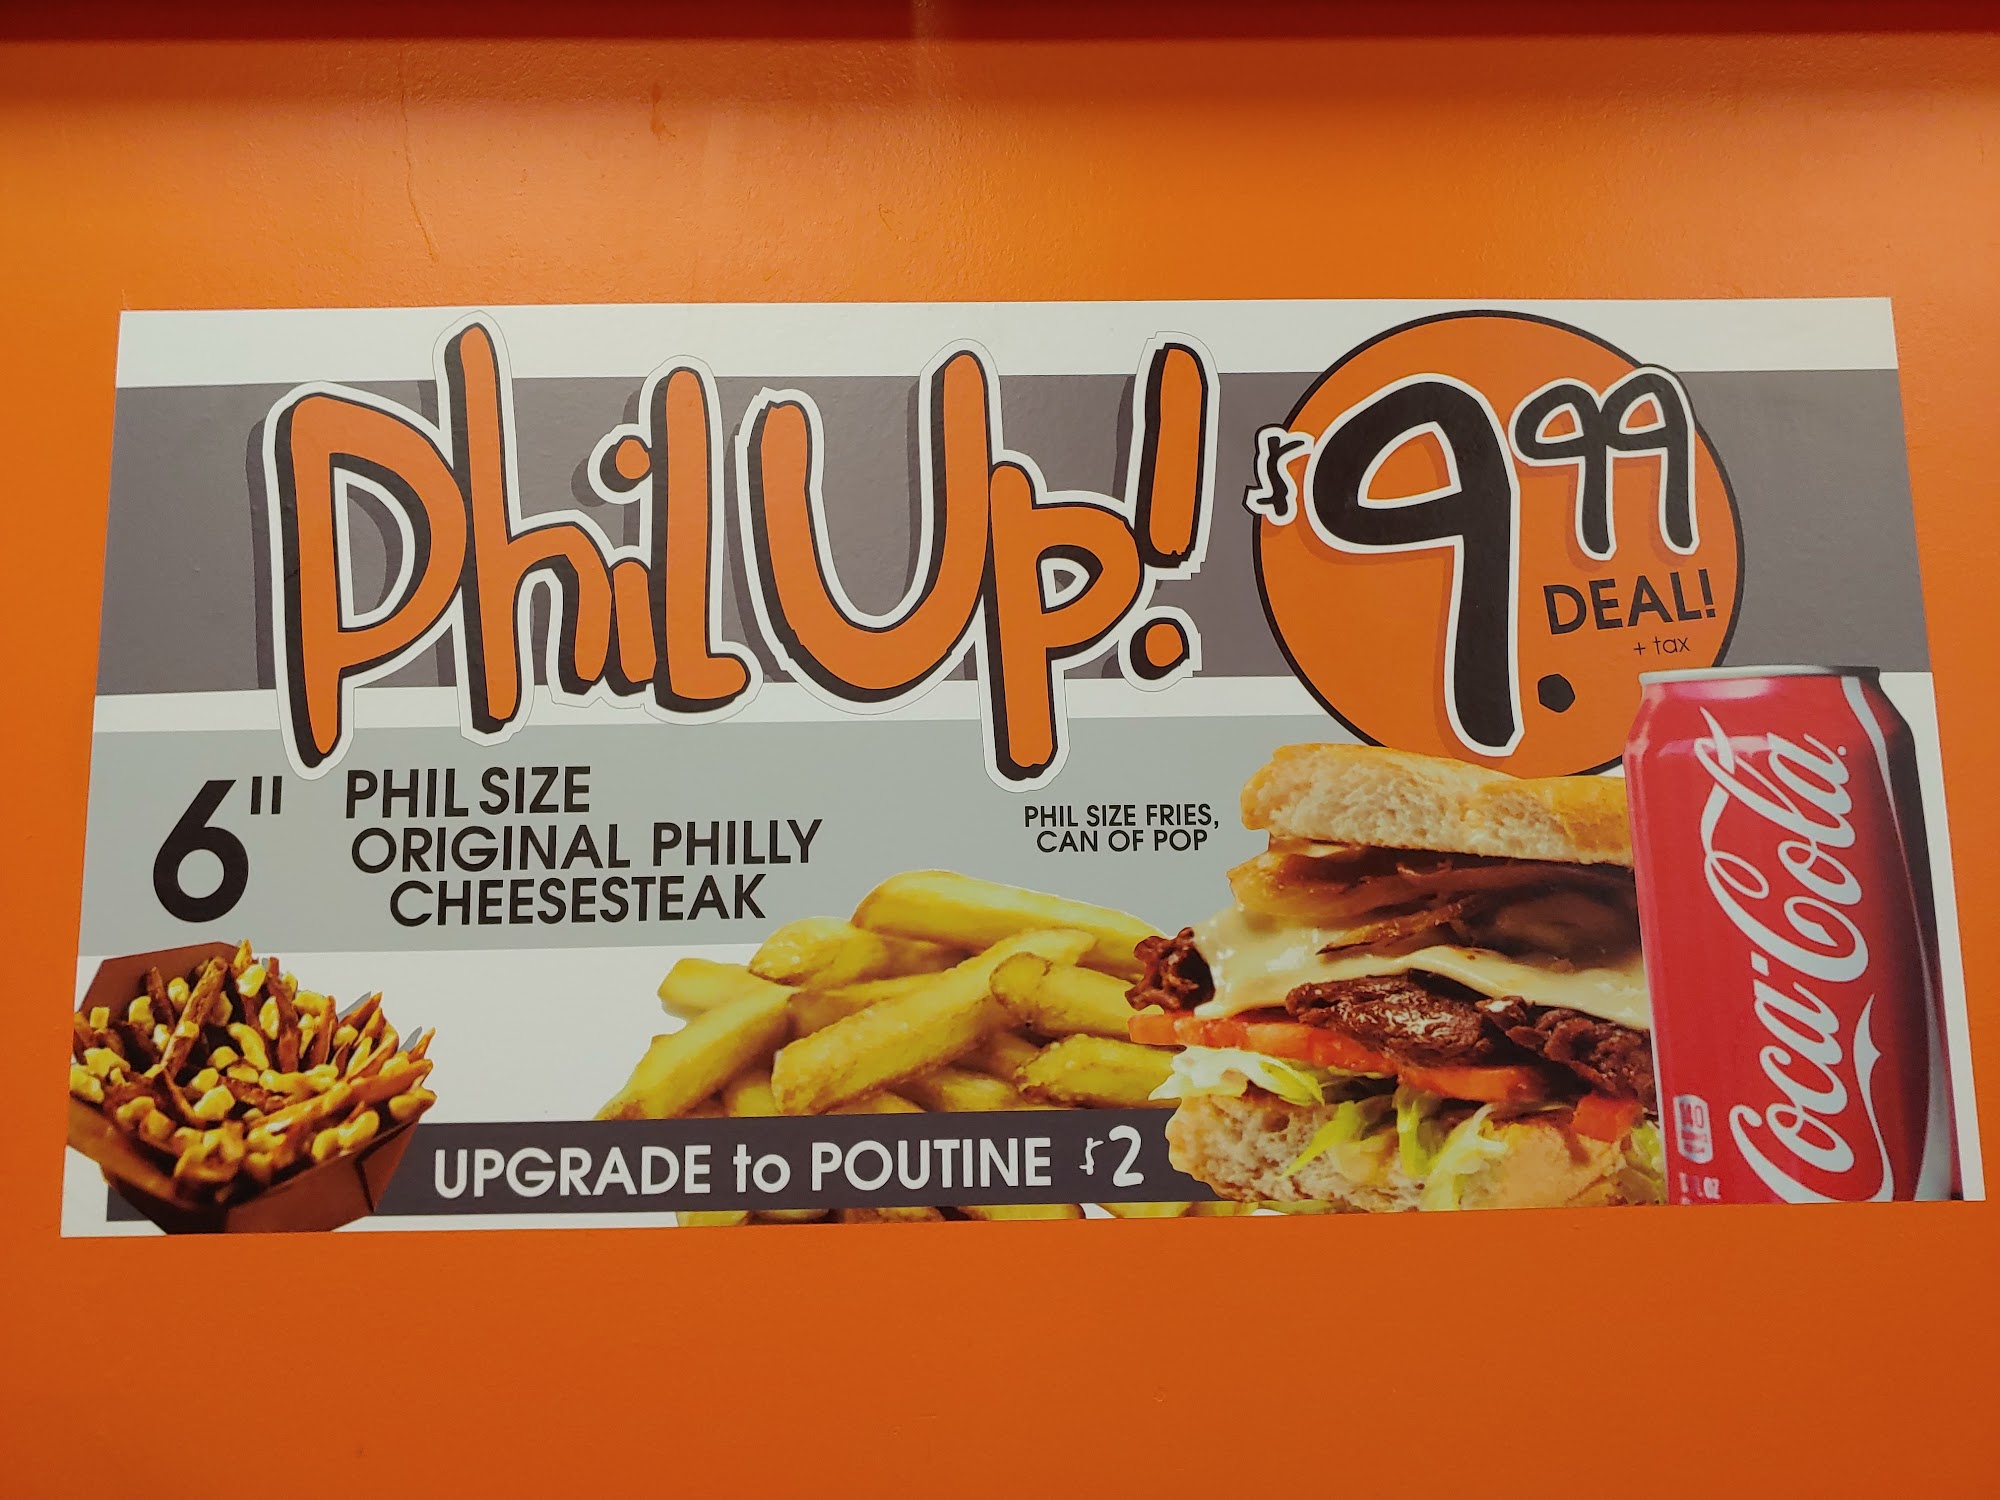 Phil Up!
$9.99
DEAL!
+ tax
6" PHIL SIZE
ORIGINAL PHILLY
CHEESESTEAK
PHIL SIZE FRIES,
CAN OF POP
UPGRADE to POUTINE $2
Coca-Cola